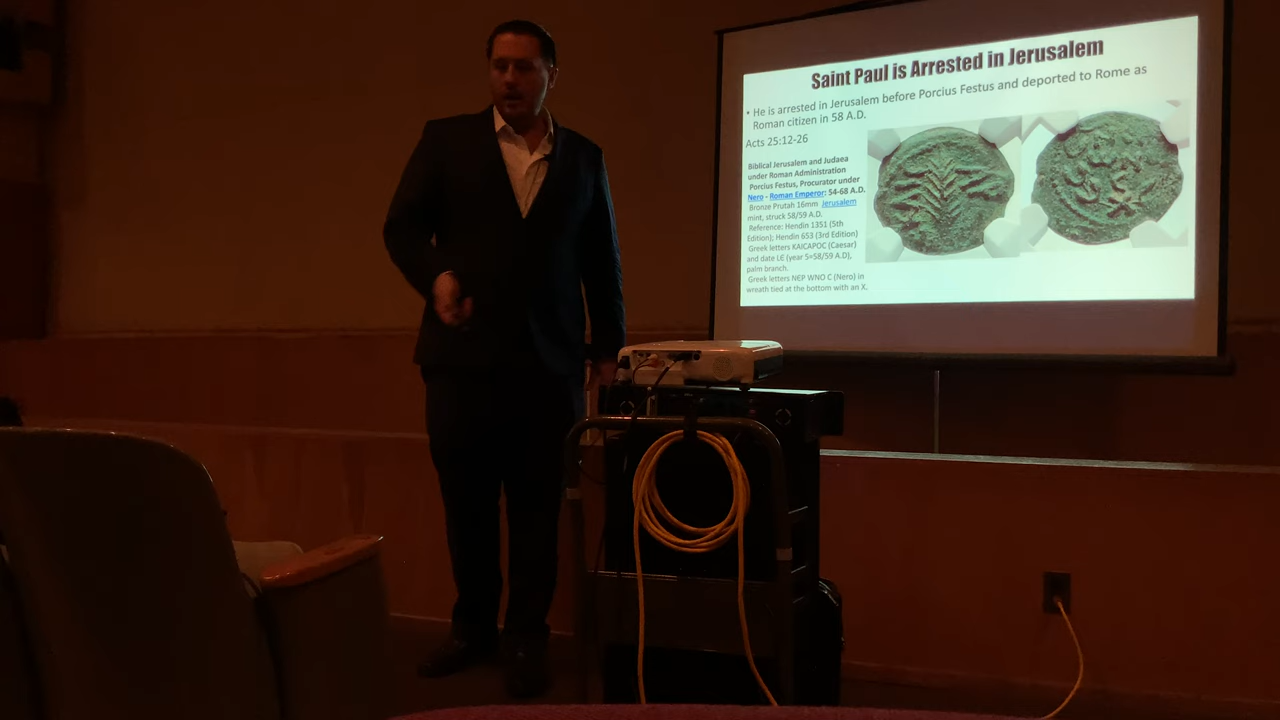 Saint Paul is Arrested in Jerusalem
• He is arrested in Jerusalem before Porcius Festus and deported to Rome as
Roman citizen in 58 A.D.
Acts 25:12-26
Biblical Jerusalem and Judaea
under Roman Administration
Porcius Festus, Procurator under
Nero - Roman Emperor: 54-68 A.D.
Bronze Prutah 16mm Jerusalem
mint, struck 58/59 A.D.
Reference: Hendin 1351 (5th
Edition); Hendin 653 (3rd Edition)
Greek letters KAICAPOC (Caesar)
and date LE (year 5=58/59 A.D),
palm branch.
Greek letters NEP WNO C (Nero) in
wreath tied at the bottom with an X.